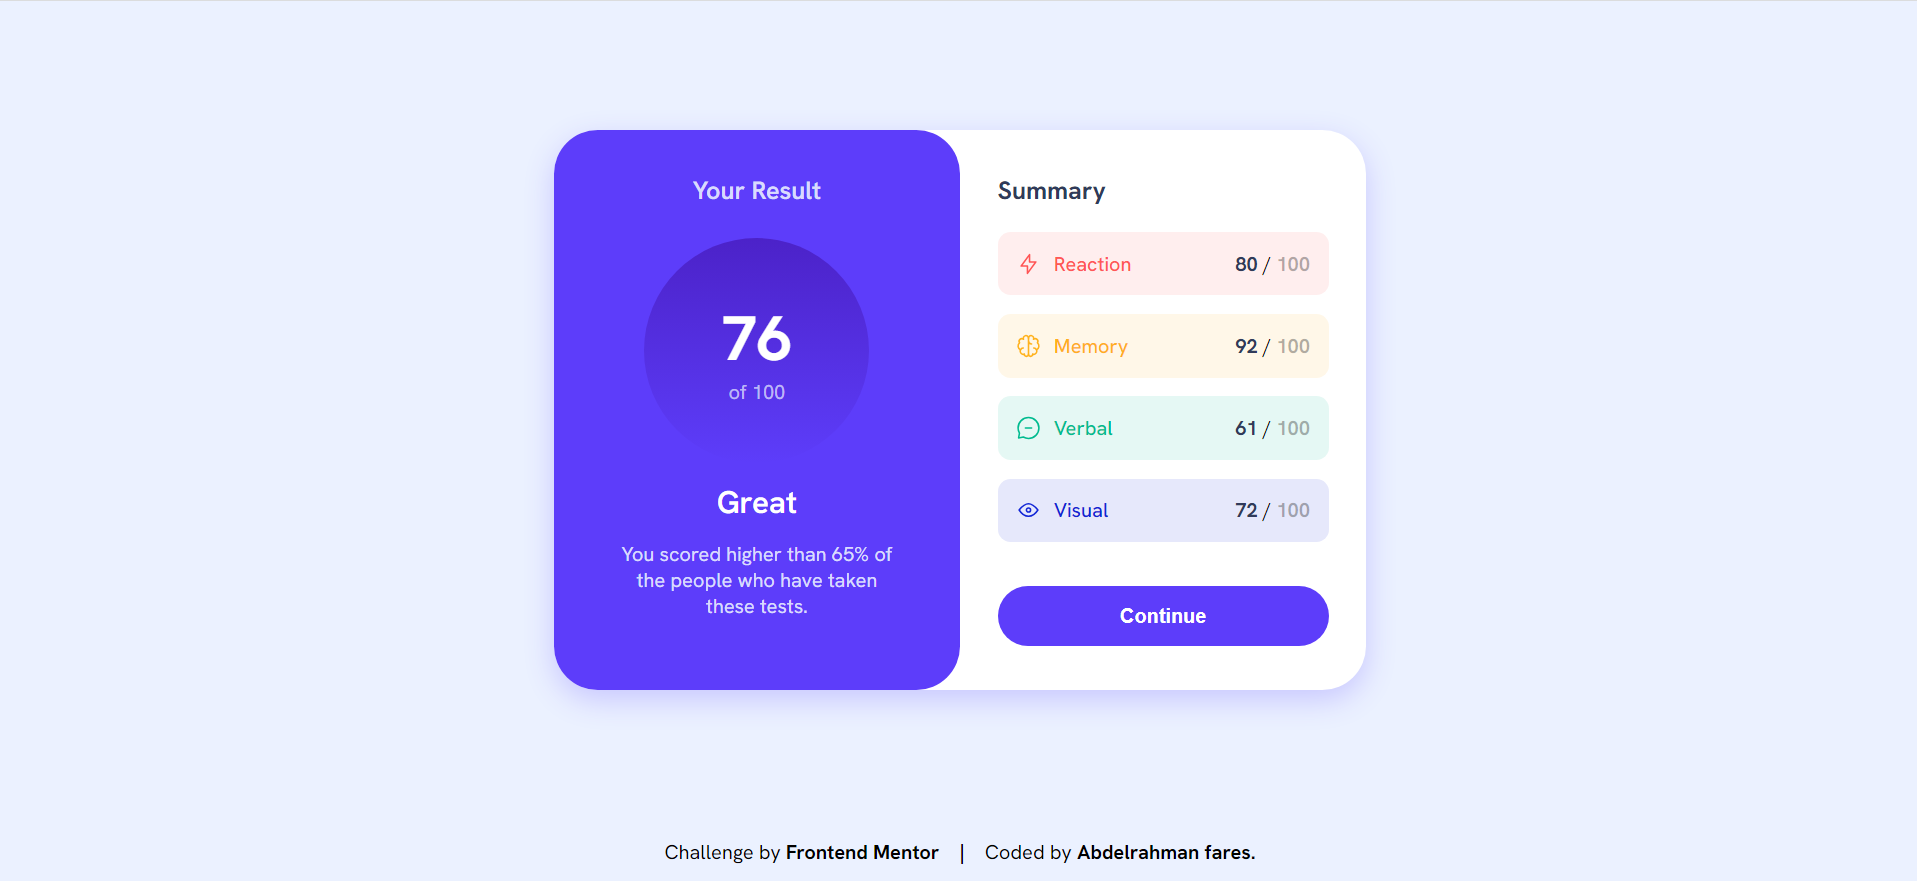 Your Result
76
of 100
Great
You scored higher than 65% of
the people who have taken
these tests.
Summary
Reaction 80 / 100
Memory 92 / 100
Verbal 61 / 100
Visual 72 / 100
Continue
Challenge by Frontend Mentor | Coded by Abdelrahman fares.